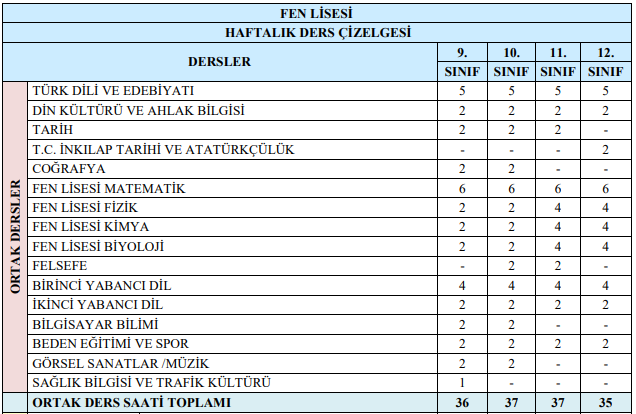 FEN LİSESİ
HAFTALIK DERS ÇİZELGESİ
DERSLER 9. SINIF 10. SINIF 11. SINIF 12. SINIF
ORTAK DERSLER
TÜRK DİLİ VE EDEBİYATI 5 5 5 5
DİN KÜLTÜRÜ VE AHLAK BİLGİSİ 2 2 2 2
TARİH 2 2 2 -
T.C. İNKILAP TARİHİ VE ATATÜRKÇÜLÜK - - - 2
COĞRAFYA 2 2 - -
FEN LİSESİ MATEMATİK 6 6 6 6
FEN LİSESİ FİZİK 2 2 4 4
FEN LİSESİ KİMYA 2 2 4 4
FEN LİSESİ BİYOLOJİ 2 2 4 4
FELSEFE - 2 2 -
BİRİNCİ YABANCI DİL 4 4 4 4
İKİNCİ YABANCI DİL 2 2 2 2
BİLGİSAYAR BİLİMİ 2 2 - -
BEDEN EĞİTİMİ VE SPOR 2 2 2 2
GÖRSEL SANATLAR /MÜZİK 2 2 - -
SAĞLIK BİLGİSİ VE TRAFİK KÜLTÜRÜ 1 - - -
ORTAK DERS SAATİ TOPLAMI 36 37 37 35